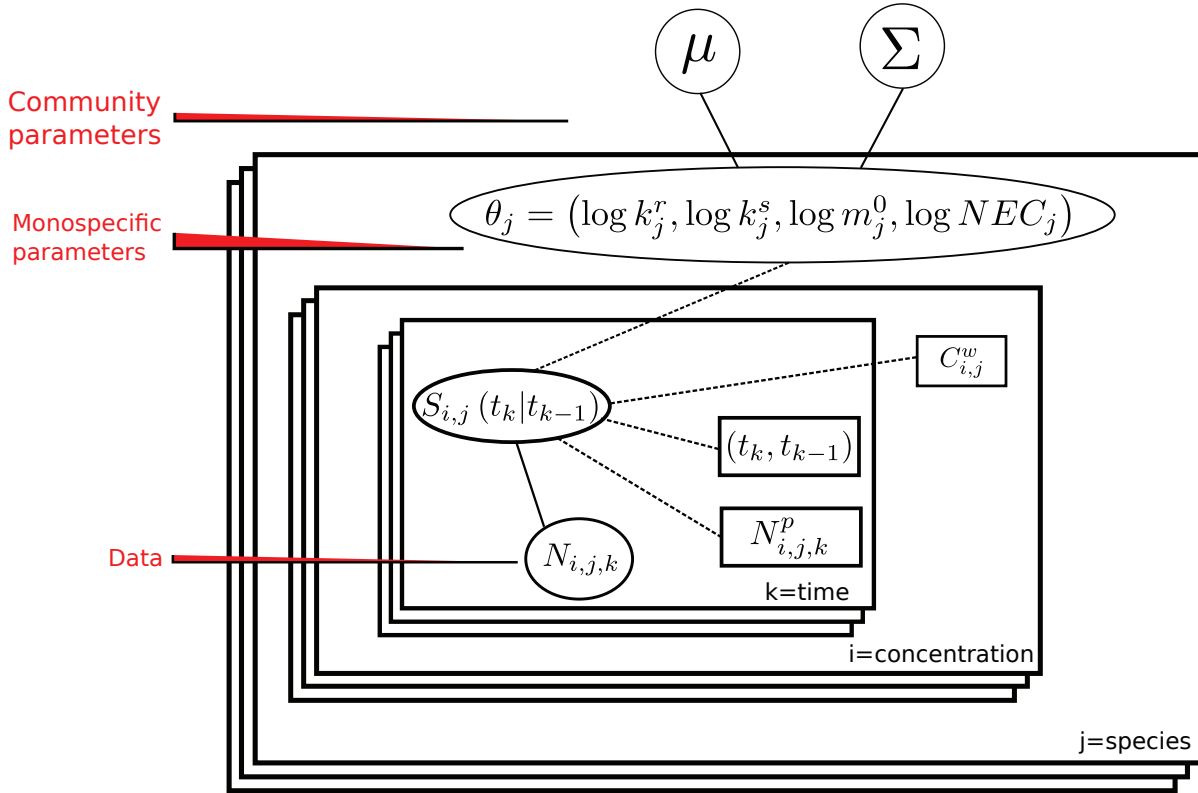 μ
Σ
Community
parameters
θ_j = (log k_j^r, log k_j^s, log m_j^0, log NEC_j)
Monospecific
parameters
C_{i,j}^w
S_{i,j} (t_k|t_{k−1})
(t_k, t_{k−1})
N_{i,j,k}^p
Data
N_{i,j,k}
k=time
i=concentration
j=species